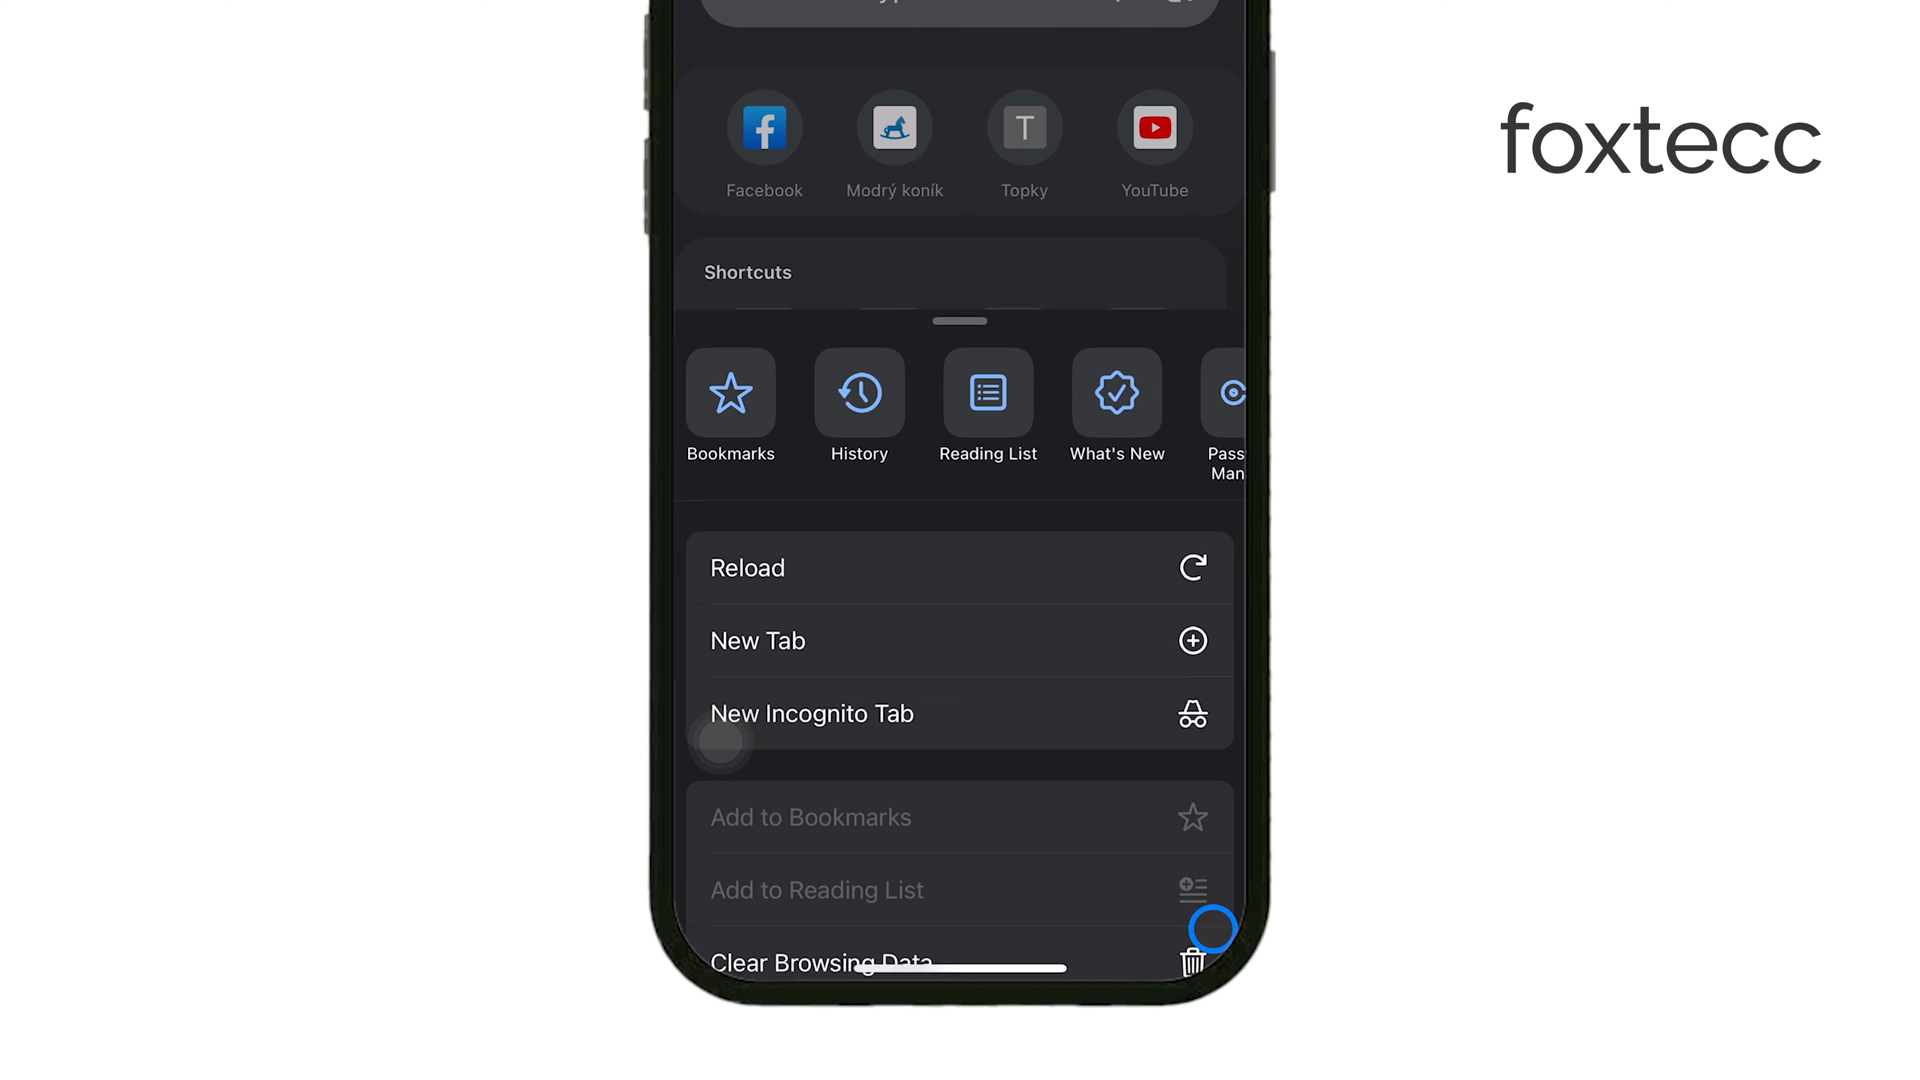 foxtecc
Facebook Modrý koník Topky YouTube
T
Shortcuts
Bookmarks History Reading List What's New
Reload
New Tab
New Incognito Tab
Add to Bookmarks
Add to Reading List
Clear Browsing Data